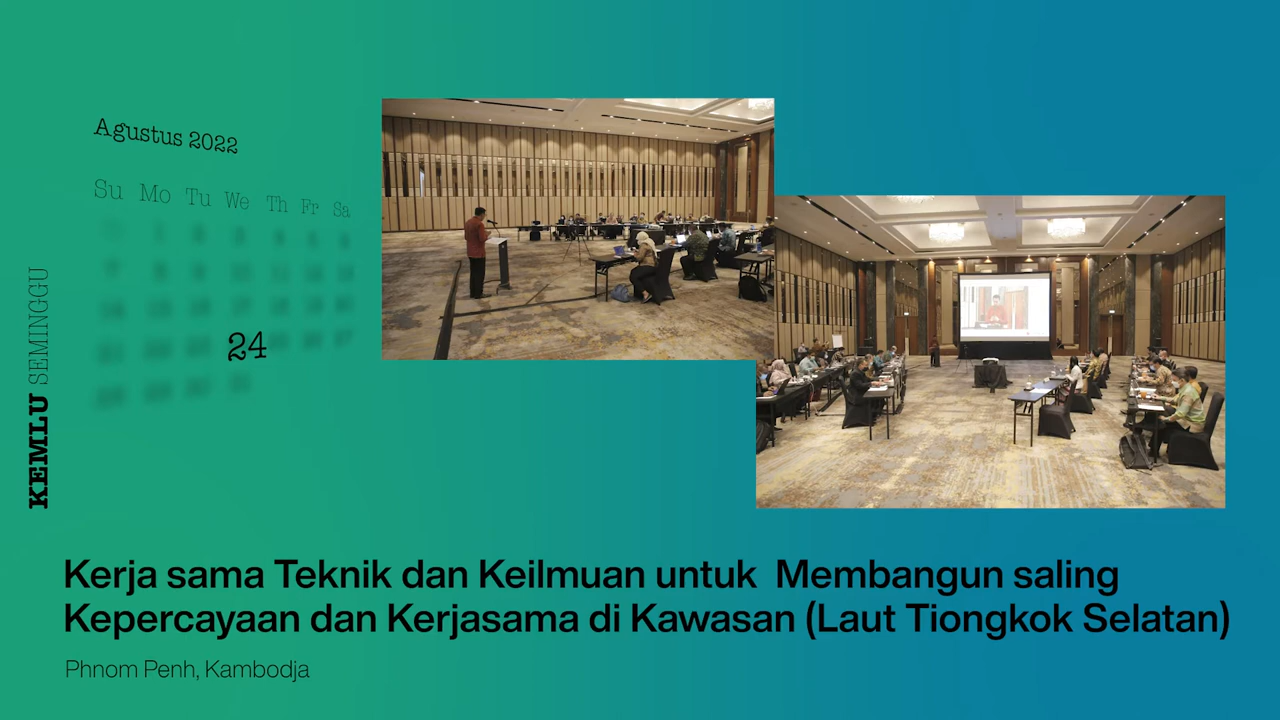 Agustus 2022
Su Mo Tu We Th Fr Sa
24
KEMLU SEMINGGU
Kerja sama Teknik dan Keilmuan untuk Membangun saling
Kepercayaan dan Kerjasama di Kawasan (Laut Tiongkok Selatan)
Phnom Penh, Kambodja